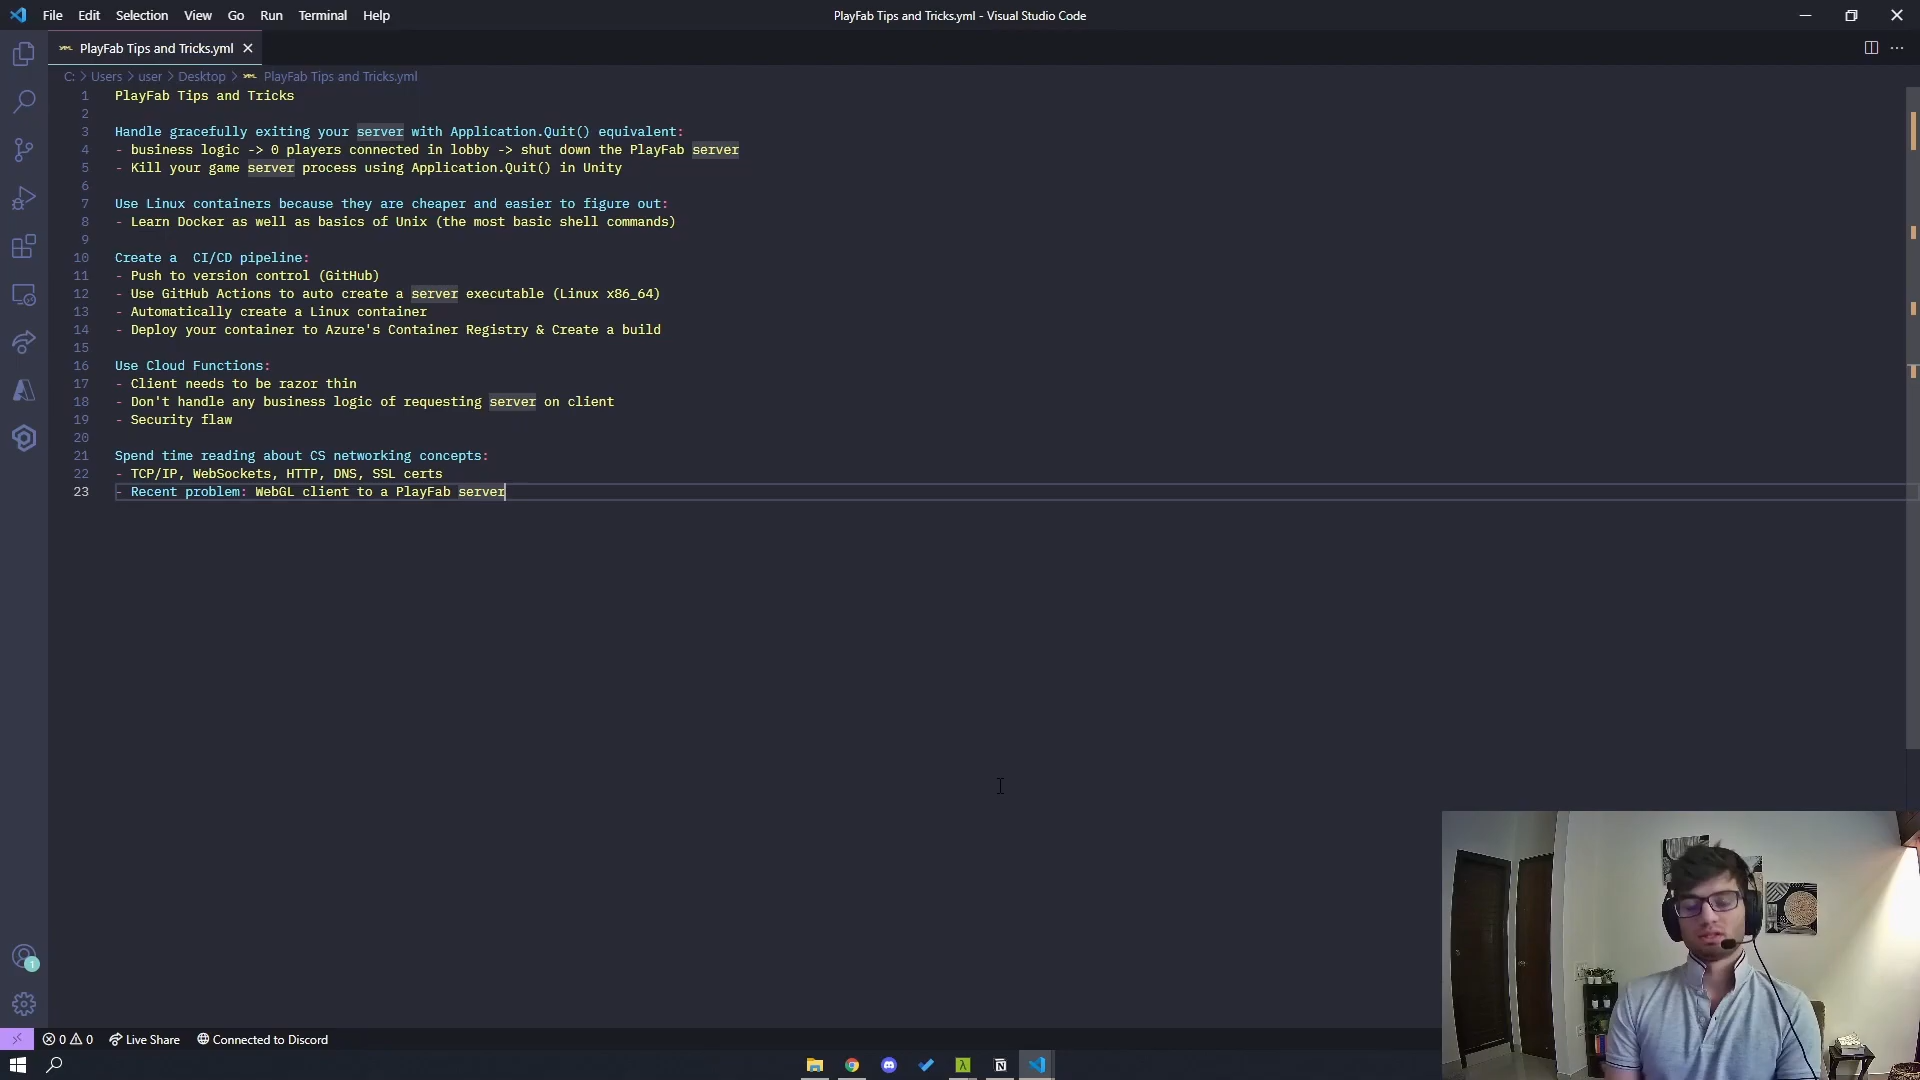 File Edit Selection View Go Run Terminal Help
PlayFab Tips and Tricks.yml - Visual Studio Code
PlayFab Tips and Tricks.yml
C: > Users > user > Desktop > PlayFab Tips and Tricks.yml
1 PlayFab Tips and Tricks
2
3 Handle gracefully exiting your server with Application.Quit() equivalent:
4 - business logic -> 0 players connected in lobby -> shut down the PlayFab server
5 - Kill your game server process using Application.Quit() in Unity
6
7 Use Linux containers because they are cheaper and easier to figure out:
8 - Learn Docker as well as basics of Unix (the most basic shell commands)
9
10 Create a  CI/CD pipeline:
11 - Push to version control (GitHub)
12 - Use GitHub Actions to auto create a server executable (Linux x86_64)
13 - Automatically create a Linux container
14 - Deploy your container to Azure's Container Registry & Create a build
15
16 Use Cloud Functions:
17 - Client needs to be razor thin
18 - Don't handle any business logic of requesting server on client
19 - Security flaw
20
21 Spend time reading about CS networking concepts:
22 - TCP/IP, WebSockets, HTTP, DNS, SSL certs
23 - Recent problem: WebGL client to a PlayFab server
1
0 0 Live Share Connected to Discord